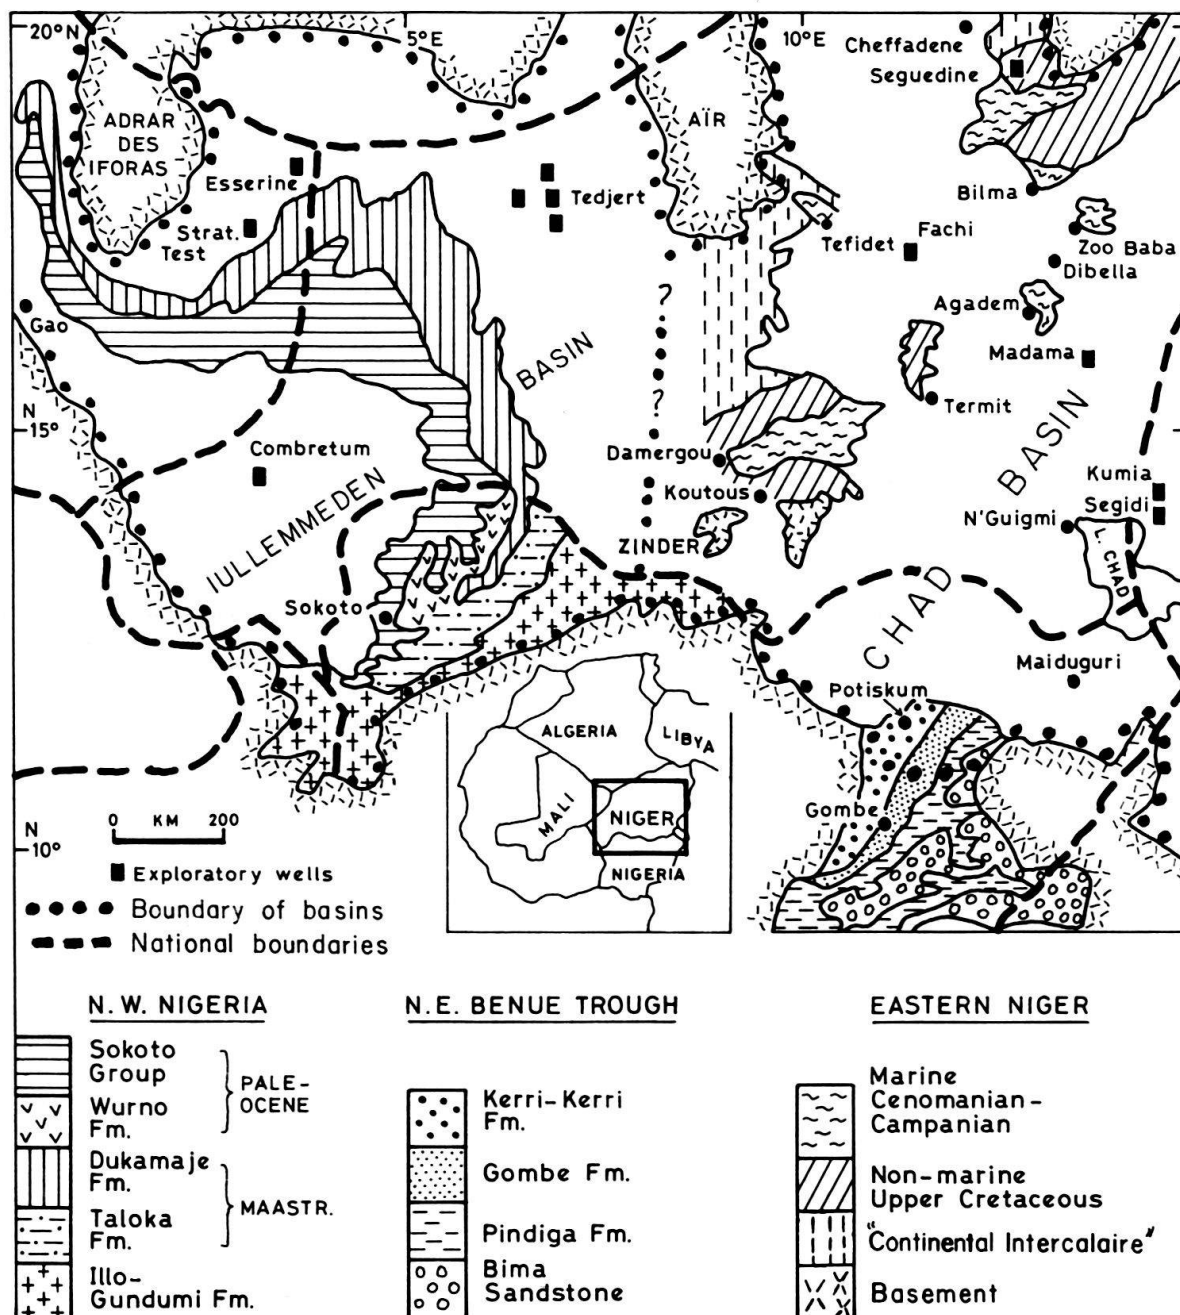 20°N
5°E
10°E
Cheffadene
Seguedine
ADRAR
DES
IFORAS
AÏR
Esserine
Tedjert
Bilma
Strat.
Test
Tefidet
Fachi
Zoo Baba
Dibella
Gao
Agadem
Madama
BASIN
Termit
N
15°
Combretum
Damergou
BASIN
Kumia
Koutous
Segidi
N'Guigmi
IULLEMMEDEN
ZINDER
L. CHAD
Sokoto
CHAD
Maiduguri
Potiskum
ALGERIA
LIBYA
MALI
NIGER
NIGERIA
Gombe
N
10°
0 KM 200
Exploratory wells
Boundary of basins
National boundaries
N.W. NIGERIA
Sokoto
Group
Wurno
Fm.
PALE-
OCENE
Dukamaje
Fm.
Taloka
Fm.
MAASTR.
Illo-
Gundumi Fm.
N.E. BENUE TROUGH
Kerri-Kerri
Fm.
Gombe Fm.
Pindiga Fm.
Bima
Sandstone
EASTERN NIGER
Marine
Cenomanian-
Campanian
Non-marine
Upper Cretaceous
"Continental Intercalaire"
Basement